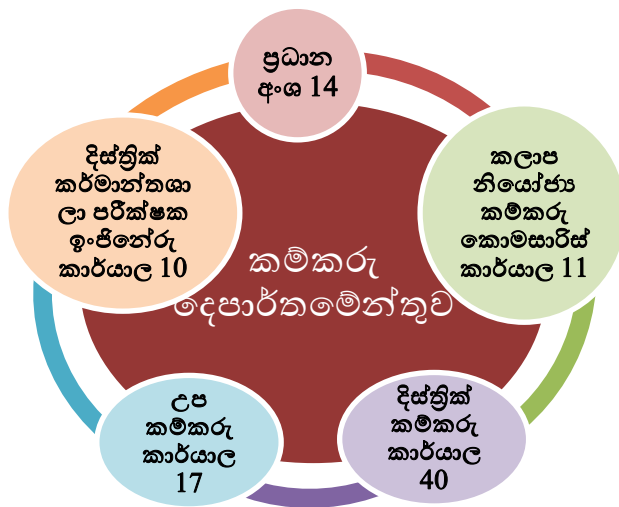 ප්‍රධාන
අංශ 14
කලාප
නියෝජ්‍ය
කම්කරු
කොමසාරිස්
කාර්යාල 11
දිස්ත්‍රික්
කම්කරු
කාර්යාල
40
උප
කම්කරු
කාර්යාල
17
දිස්ත්‍රික්
කර්මාන්තශා
ලා පරීක්ෂක
ඉංජිනේරු
කාර්යාල 10
කම්කරු
දෙපාර්තමේන්තුව